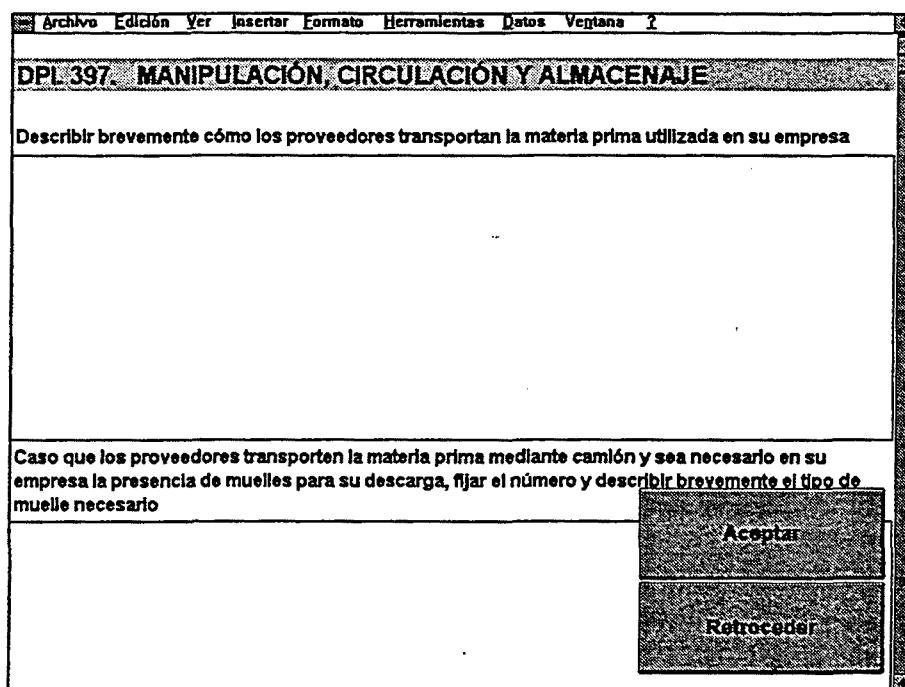 Archivo Edición Ver Insertar Formato Herramientas Datos Ventana ?
DPL 397. MANIPULACIÓN, CIRCULACIÓN Y ALMACENAJE
Describir brevemente cómo los proveedores transportan la materia prima utilizada en su empresa
Caso que los proveedores transporten la materia prima mediante camión y sea necesario en su
empresa la presencia de muelles para su descarga, fijar el número y describir brevemente el tipo de
muelle necesario
Aceptar
Retroceder